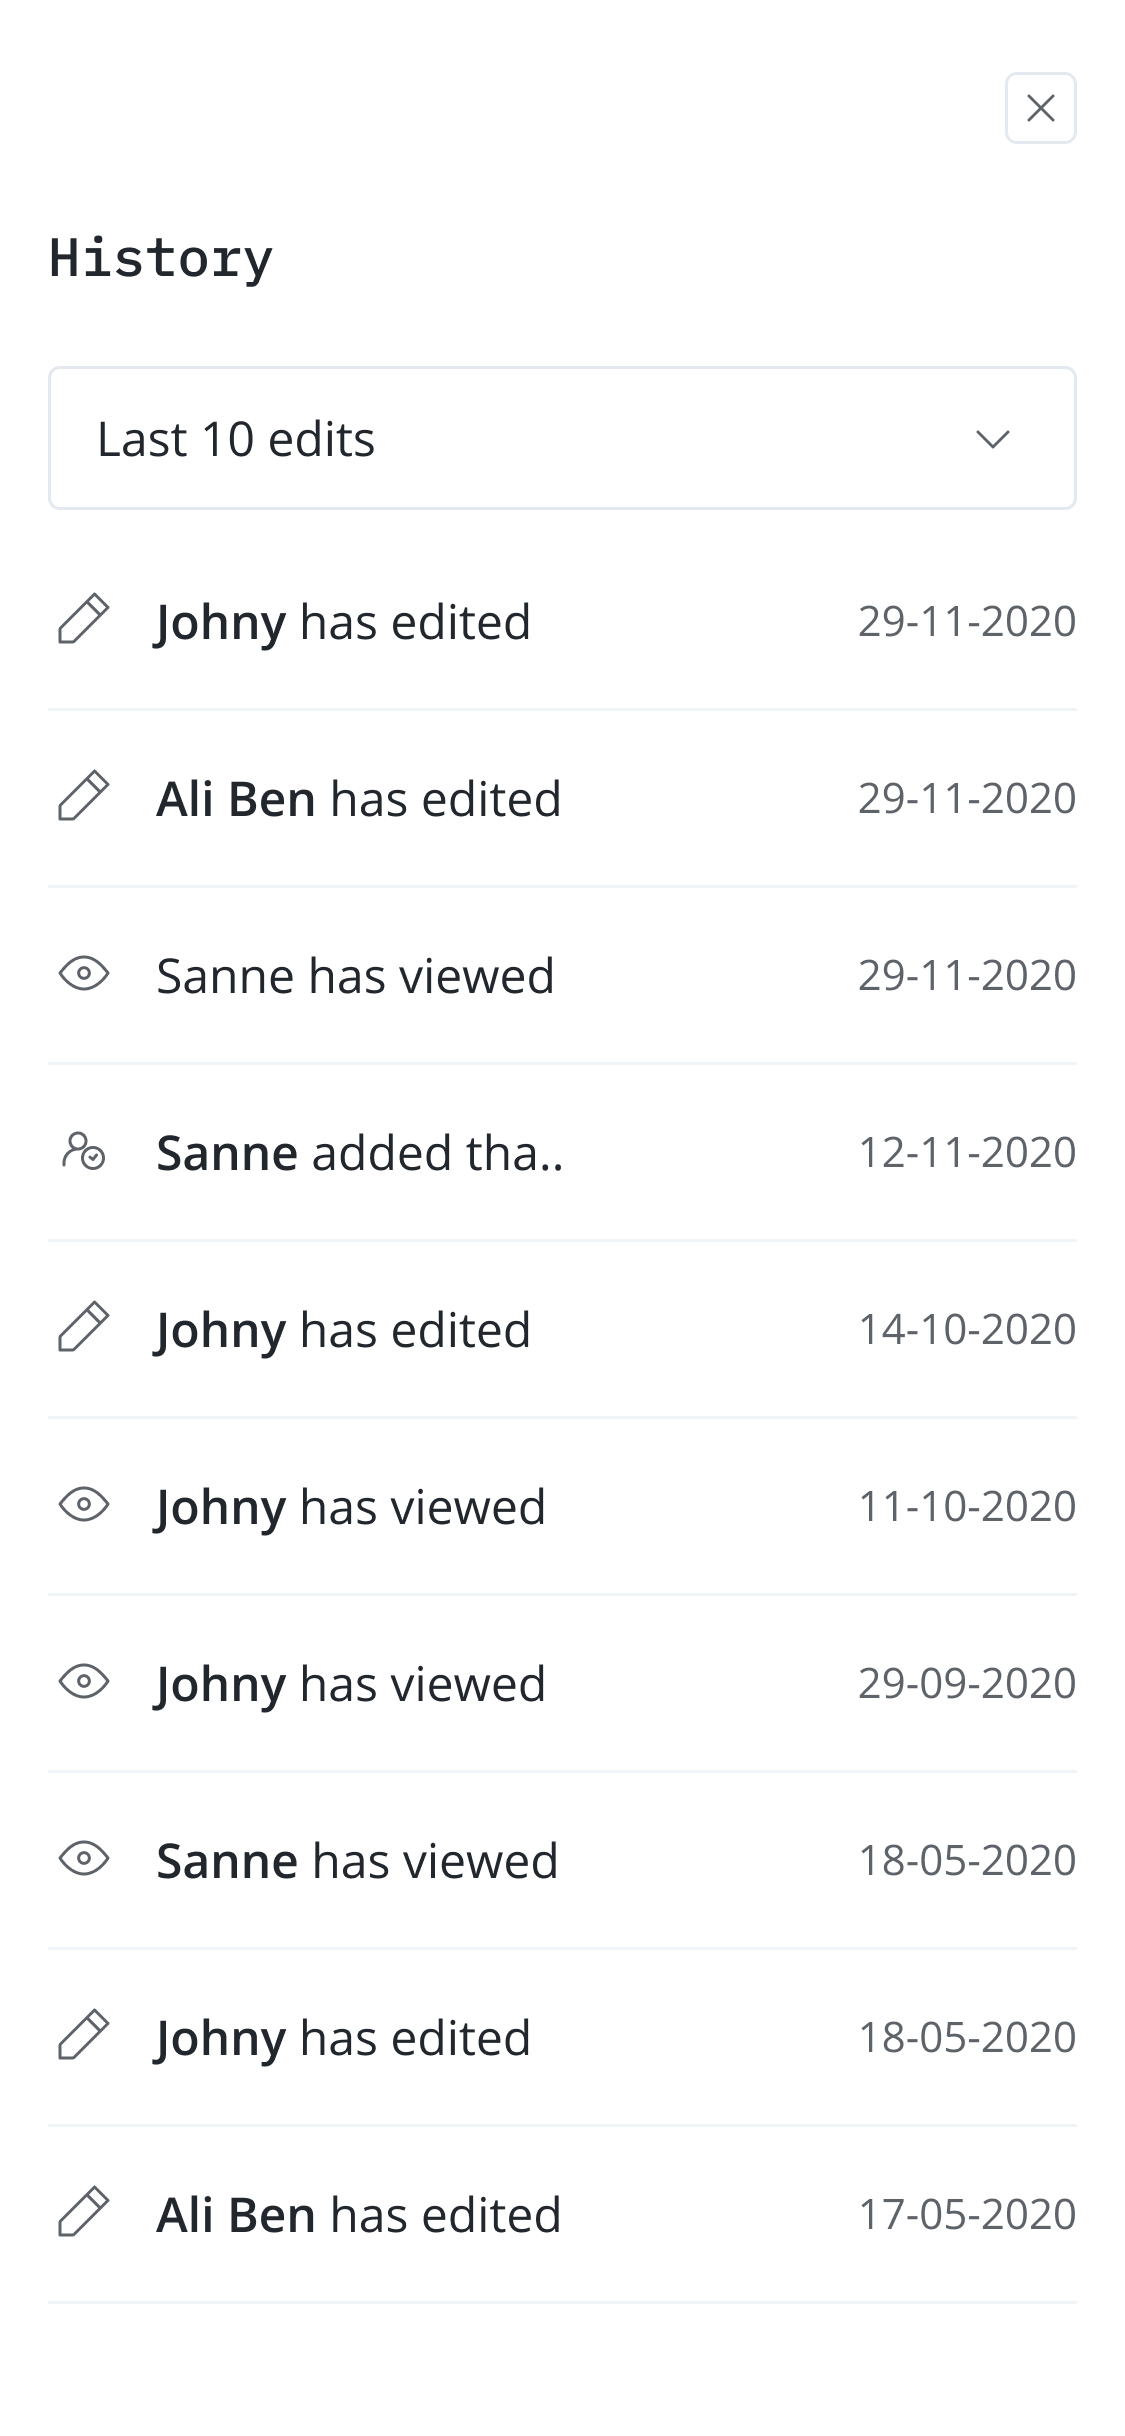 History
Last 10 edits
Johny has edited 29-11-2020
Ali Ben has edited 29-11-2020
Sanne has viewed 29-11-2020
Sanne added tha.. 12-11-2020
Johny has edited 14-10-2020
Johny has viewed 11-10-2020
Johny has viewed 29-09-2020
Sanne has viewed 18-05-2020
Johny has edited 18-05-2020
Ali Ben has edited 17-05-2020